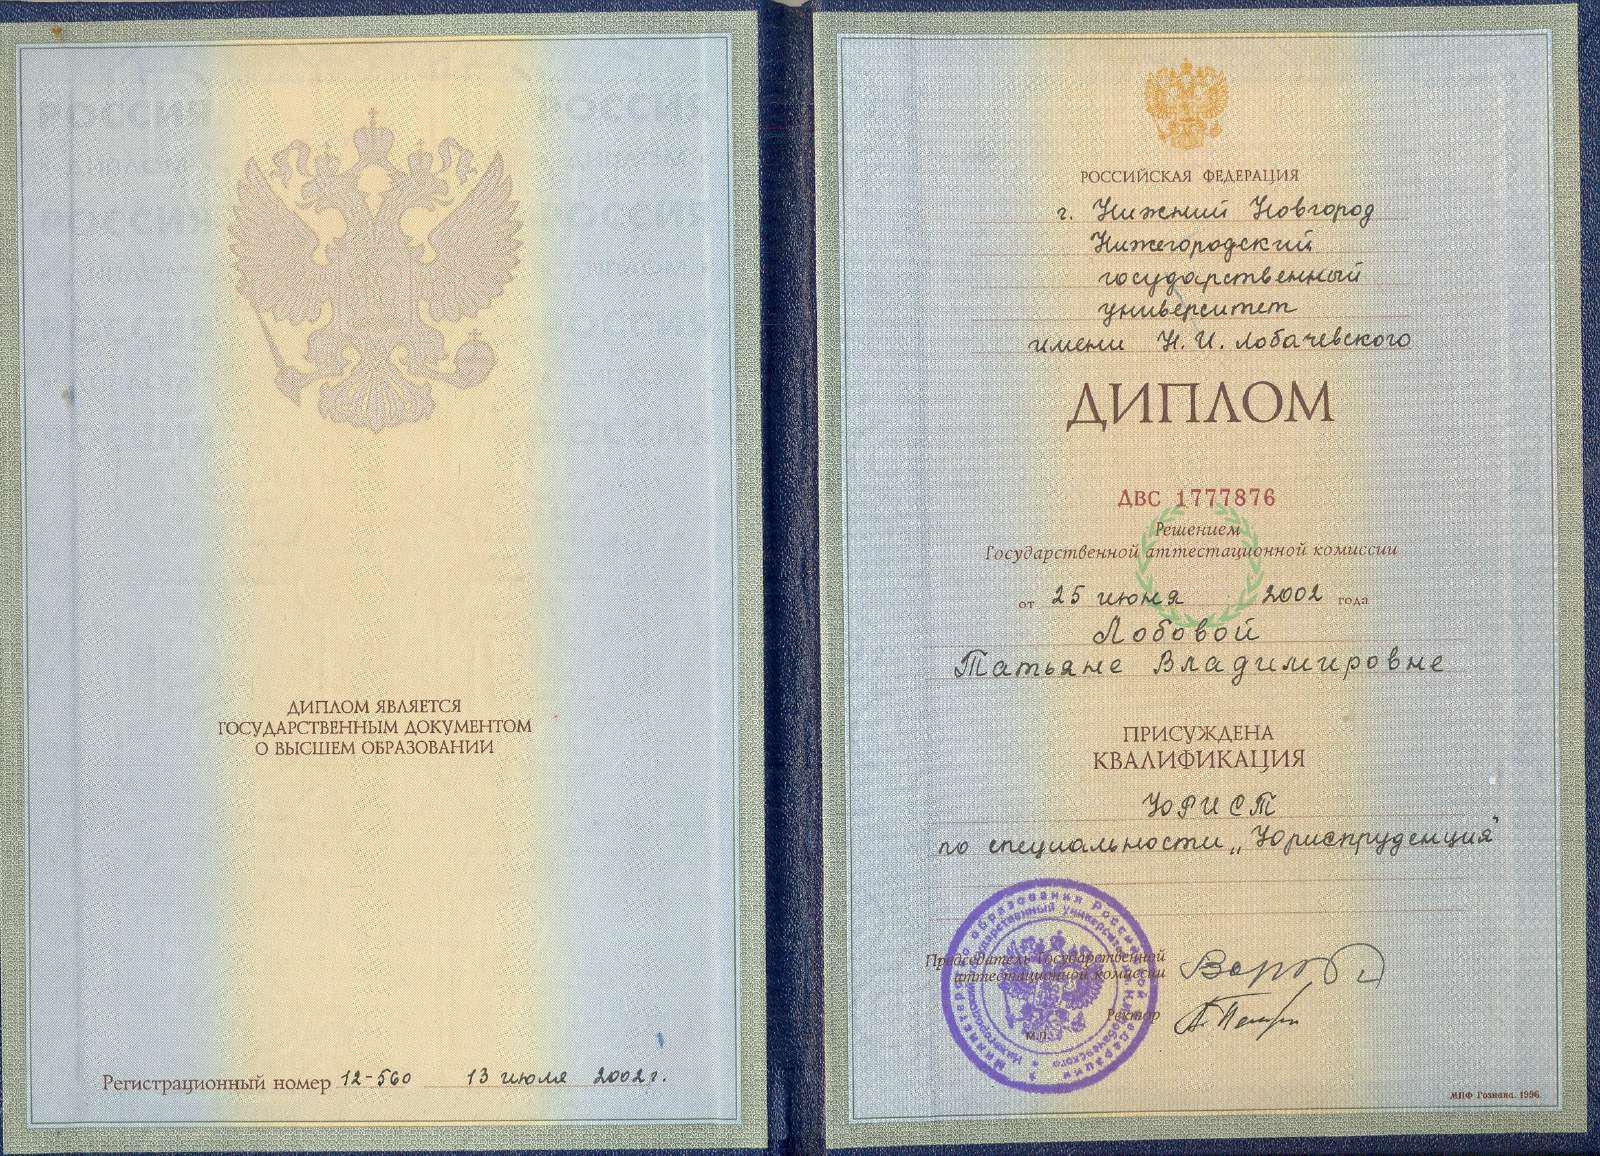 ДИПЛОМ ЯВЛЯЕТСЯ
ГОСУДАРСТВЕННЫМ ДОКУМЕНТОМ
О ВЫСШЕМ ОБРАЗОВАНИИ
Регистрационный номер 12-560 13 июля 2002 г.
РОССИЙСКАЯ ФЕДЕРАЦИЯ
г. Нижний Новгород
Нижегородский
государственный
университет
имени Н. И. Лобачевского
ДИПЛОМ
ДВС 1777876
Решением
Государственной аттестационной комиссии
от 25 июня 2002 года
Лобовой
Татьяне Владимировне
ПРИСУЖДЕНА
КВАЛИФИКАЦИЯ
ЮРИСТ
по специальности „Юриспруденция"
Председатель Государственной
аттестационной комиссии
Ректор
М.П.
МПФ Гознака. 1996.